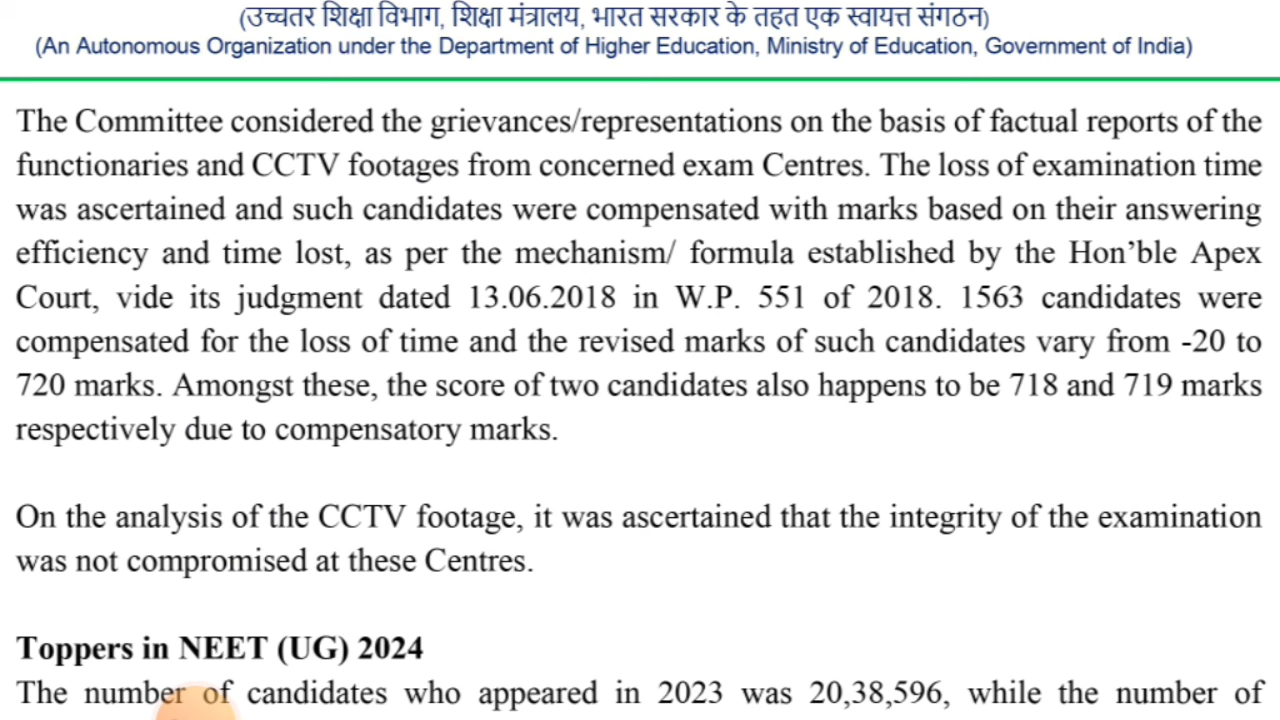 (उच्चतर शिक्षा विभाग, शिक्षा मंत्रालय, भारत सरकार के तहत एक स्वायत्त संगठन)
(An Autonomous Organization under the Department of Higher Education, Ministry of Education, Government of India)
The Committee considered the grievances/representations on the basis of factual reports of the
functionaries and CCTV footages from concerned exam Centres. The loss of examination time
was ascertained and such candidates were compensated with marks based on their answering
efficiency and time lost, as per the mechanism/ formula established by the Hon’ble Apex
Court, vide its judgment dated 13.06.2018 in W.P. 551 of 2018. 1563 candidates were
compensated for the loss of time and the revised marks of such candidates vary from -20 to
720 marks. Amongst these, the score of two candidates also happens to be 718 and 719 marks
respectively due to compensatory marks.
On the analysis of the CCTV footage, it was ascertained that the integrity of the examination
was not compromised at these Centres.
Toppers in NEET (UG) 2024
The number of candidates who appeared in 2023 was 20,38,596, while the number of